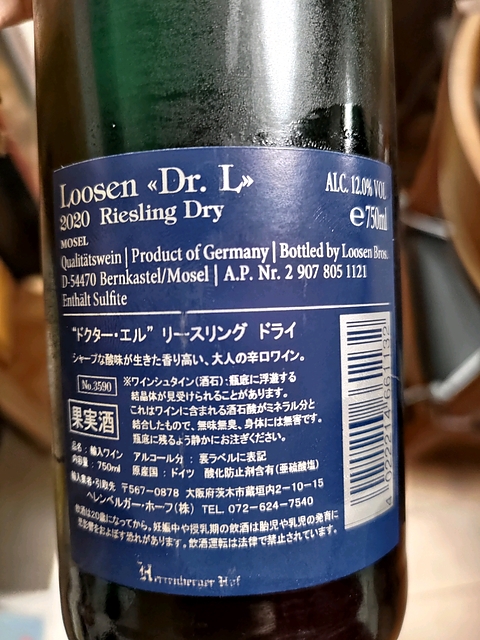 Loosen «Dr. L»
ALC. 12.0% VOL
2020 Riesling Dry
℮750ml
MOSEL
Qualitätswein | Product of Germany | Bottled by Loosen Bros.
D-54470 Bernkastel/Mosel | A.P. Nr. 2 907 805 1121
Enthält Sulfite
“ドクター・エル” リースリング ドライ
シャープな酸味が生きた香り高い、大人の辛口ワイン。
No.3590
※ワインシュタイン(酒石):瓶底に浮遊する
結晶体が見受けられることがあります。
果実酒
これはワインに含まれる酒石酸がミネラル分と
結合したもので、無味無臭、身体には無害です。
瓶底に残るよう静かにお注ぎください。
品名:輸入ワイン アルコール分:裏ラベルに表記
内容量:750ml 原産国:ドイツ 酸化防止剤含有(亜硫酸塩)
輸入業者・引取先 〒567-0878 大阪府茨木市蔵垣内2-10-15
ヘレンベルガー・ホーフ(株) TEL. 072-624-7540
飲酒は20歳になってから。妊娠中や授乳期の飲酒は胎児や乳児の発育に
悪影響をおよぼす恐れがあります。飲酒運転は法律で禁止されています。
Herrenberger Hof
4 022214 661132